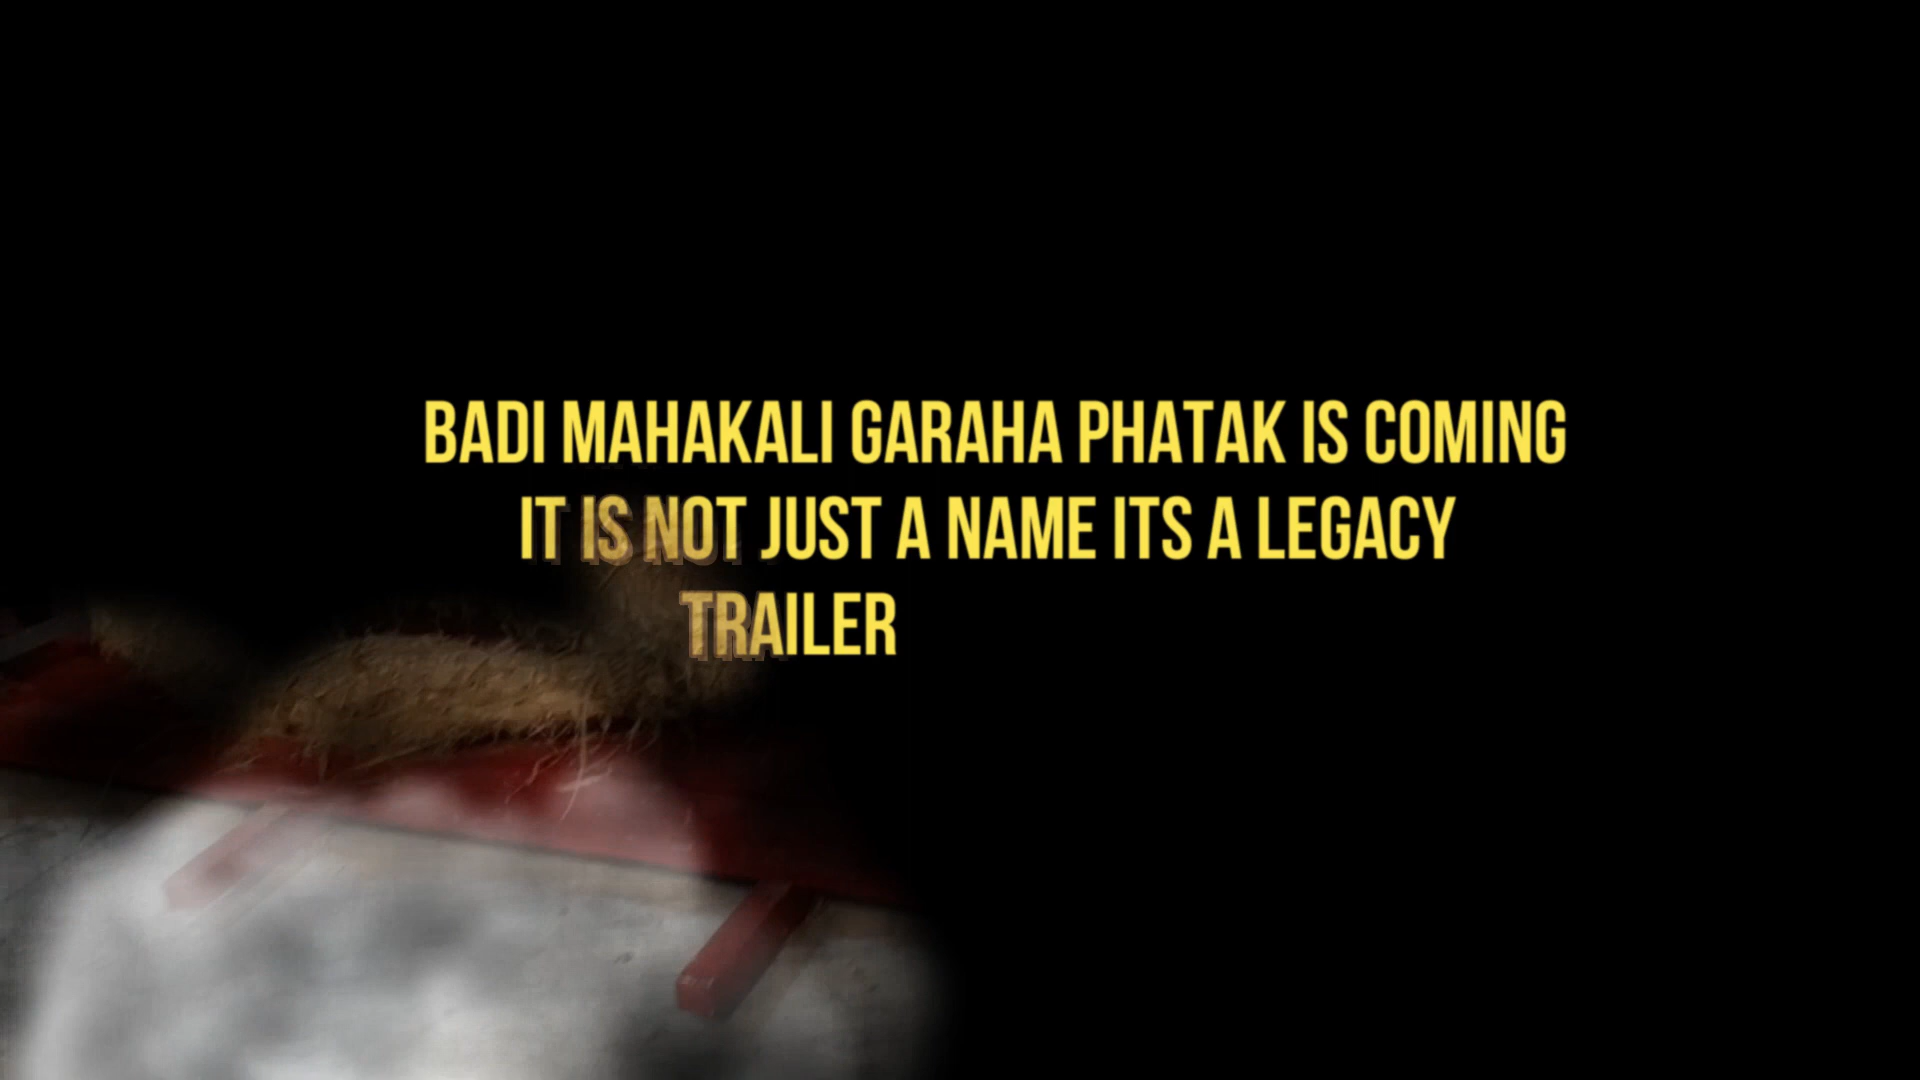 BADI MAHAKALI GARAHA PHATAK IS COMING
IT IS NOT JUST A NAME ITS A LEGACY
TRAILER